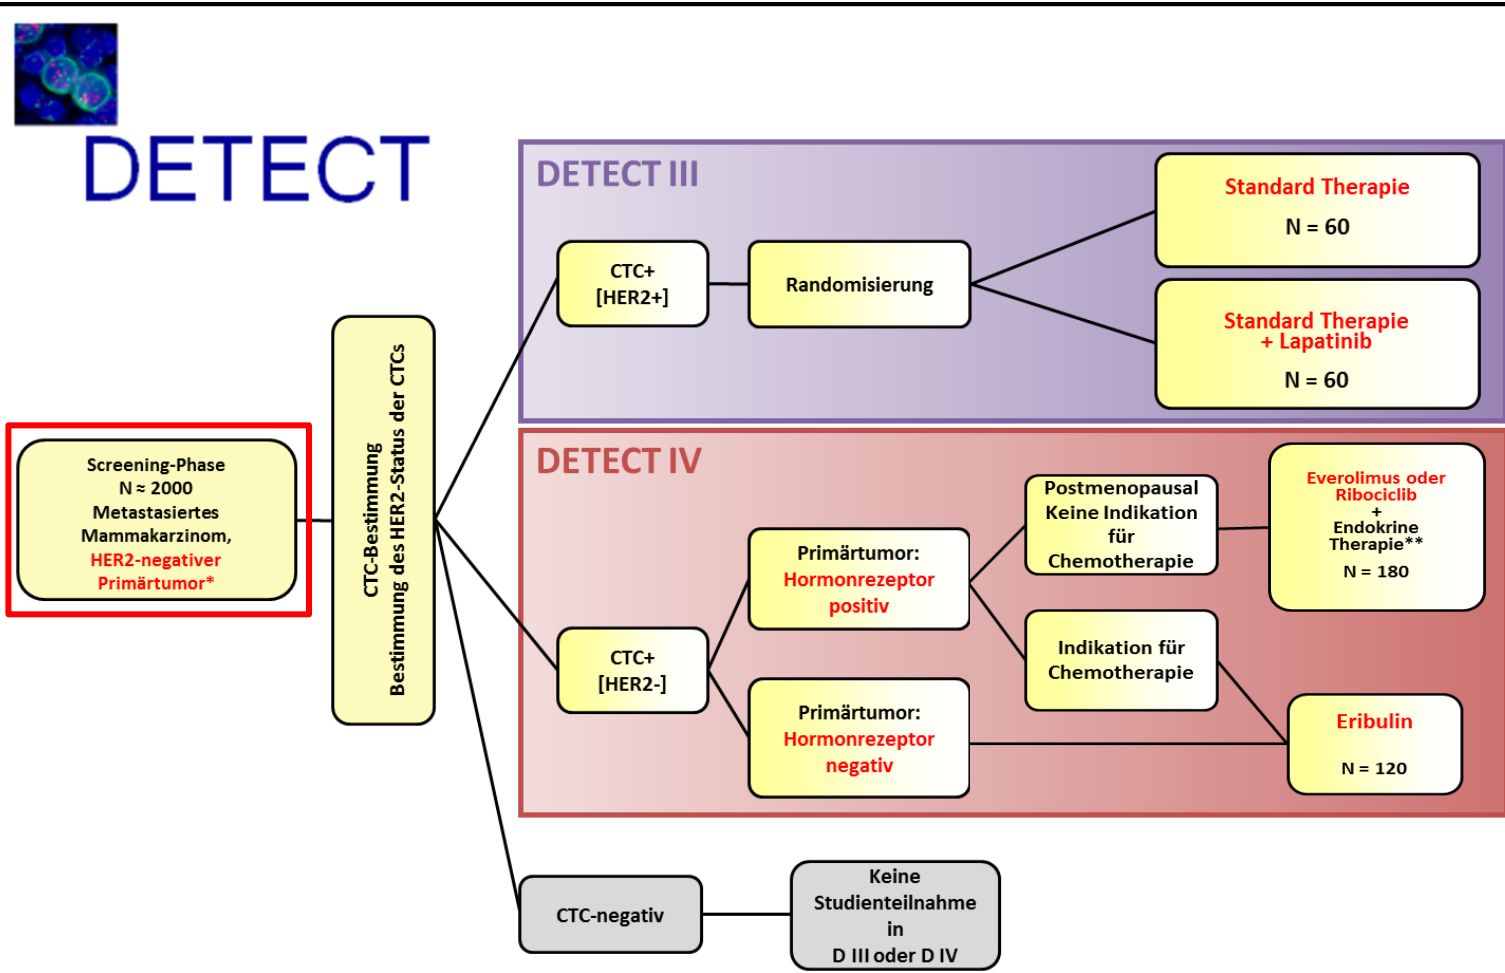 DETECT
DETECT III
Standard Therapie
N = 60
CTC+
[HER2+]
Randomisierung
Standard Therapie
+ Lapatinib
N = 60
CTC-Bestimmung
Bestimmung des HER2-Status der CTCs
Screening-Phase
N ≈ 2000
Metastasiertes
Mammakarzinom,
HER2-negativer
Primärtumor*
DETECT IV
Postmenopausal
Keine Indikation
für
Chemotherapie
Everolimus oder
Ribociclib
+
Endokrine
Therapie**
N = 180
Primärtumor:
Hormonrezeptor
positiv
Indikation für
Chemotherapie
CTC+
[HER2-]
Primärtumor:
Hormonrezeptor
negativ
Eribulin
N = 120
CTC-negativ
Keine
Studienteilnahme
in
D III oder D IV